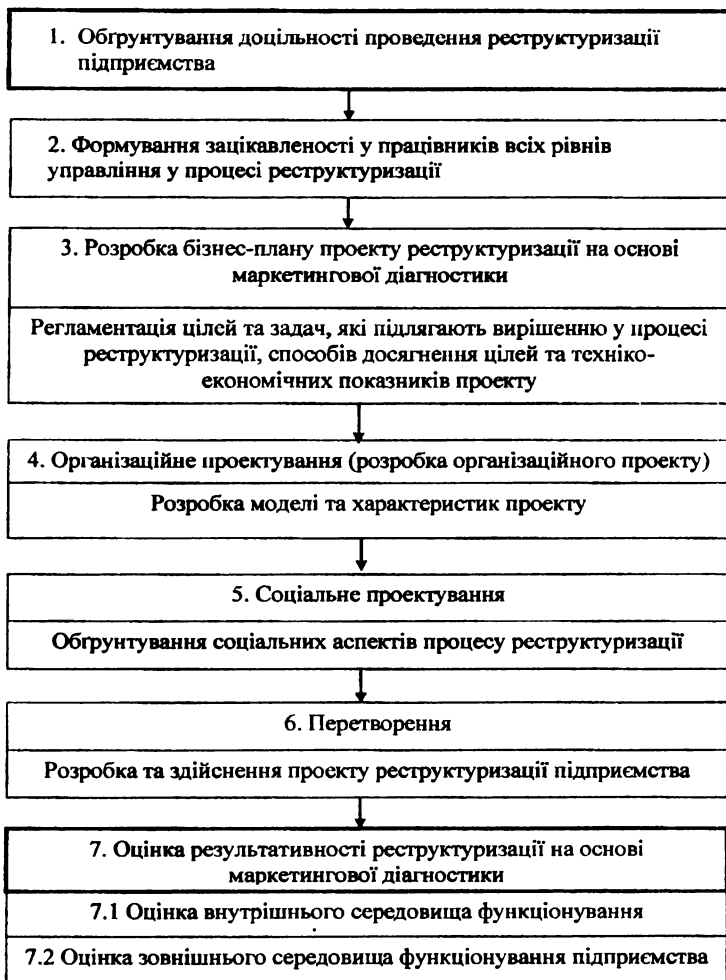 1. Обґрунтування доцільності проведення реструктуризації
підприємства
2. Формування зацікавленості у працівників всіх рівнів
управління у процесі реструктуризації
3. Розробка бізнес-плану проекту реструктуризації на основі
маркетингової діагностики
Регламентація цілей та задач, які підлягають вирішенню у процесі
реструктуризації, способів досягнення цілей та техніко-
економічних показників проекту
4. Організаційне проектування (розробка організаційного проекту)
Розробка моделі та характеристик проекту
5. Соціальне проектування
Обґрунтування соціальних аспектів процесу реструктуризації
6. Перетворення
Розробка та здійснення проекту реструктуризації підприємства
7. Оцінка результативності реструктуризації на основі
маркетингової діагностики
7.1 Оцінка внутрішнього середовища функціонування
7.2 Оцінка зовнішнього середовища функціонування підприємства